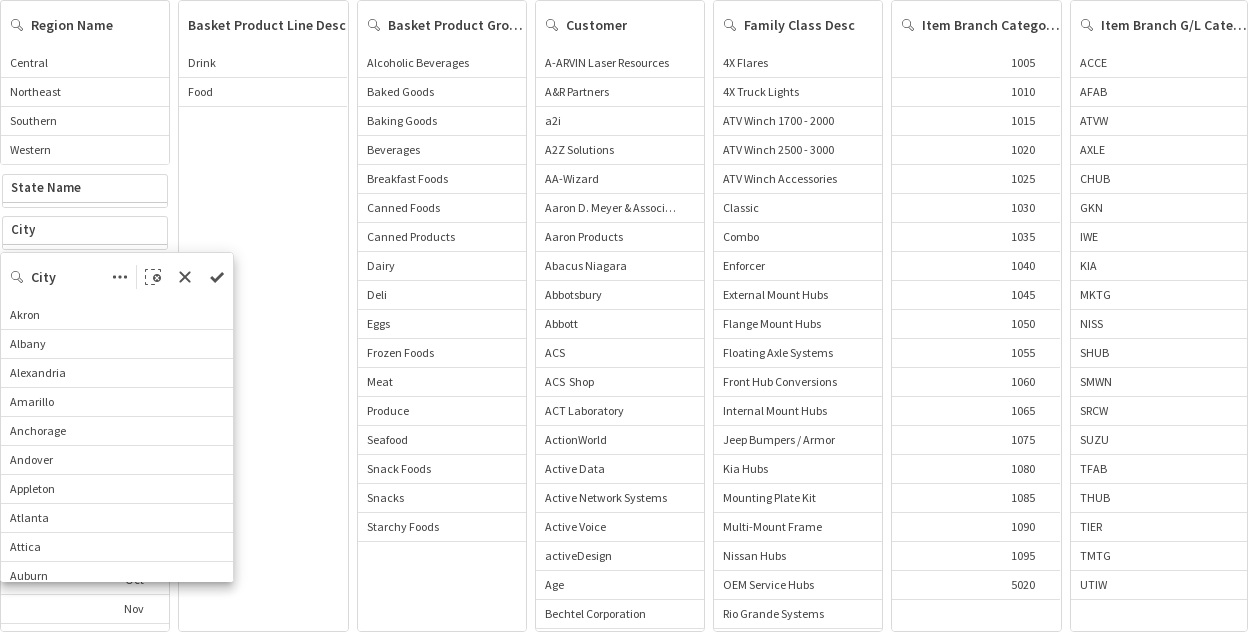 Region Name
Central
Northeast
Southern
Western
State Name
City
City
Akron
Albany
Alexandria
Amarillo
Anchorage
Andover
Appleton
Atlanta
Attica
Auburn
Oct
Nov
Basket Product Line Desc
Drink
Food
Basket Product Gro…
Alcoholic Beverages
Baked Goods
Baking Goods
Beverages
Breakfast Foods
Canned Foods
Canned Products
Dairy
Deli
Eggs
Frozen Foods
Meat
Produce
Seafood
Snack Foods
Snacks
Starchy Foods
Customer
A-ARVIN Laser Resources
A&R Partners
a2i
A2Z Solutions
AA-Wizard
Aaron D. Meyer & Associ…
Aaron Products
Abacus Niagara
Abbotsbury
Abbott
ACS
ACS Shop
ACT Laboratory
ActionWorld
Active Data
Active Network Systems
Active Voice
activeDesign
Age
Bechtel Corporation
Family Class Desc
4X Flares
4X Truck Lights
ATV Winch 1700 - 2000
ATV Winch 2500 - 3000
ATV Winch Accessories
Classic
Combo
Enforcer
External Mount Hubs
Flange Mount Hubs
Floating Axle Systems
Front Hub Conversions
Internal Mount Hubs
Jeep Bumpers / Armor
Kia Hubs
Mounting Plate Kit
Multi-Mount Frame
Nissan Hubs
OEM Service Hubs
Rio Grande Systems
Item Branch Catego…
1005
1010
1015
1020
1025
1030
1035
1040
1045
1050
1055
1060
1065
1075
1080
1085
1090
1095
5020
Item Branch G/L Cate…
ACCE
AFAB
ATVW
AXLE
CHUB
GKN
IWE
KIA
MKTG
NISS
SHUB
SMWN
SRCW
SUZU
TFAB
THUB
TIER
TMTG
UTIW